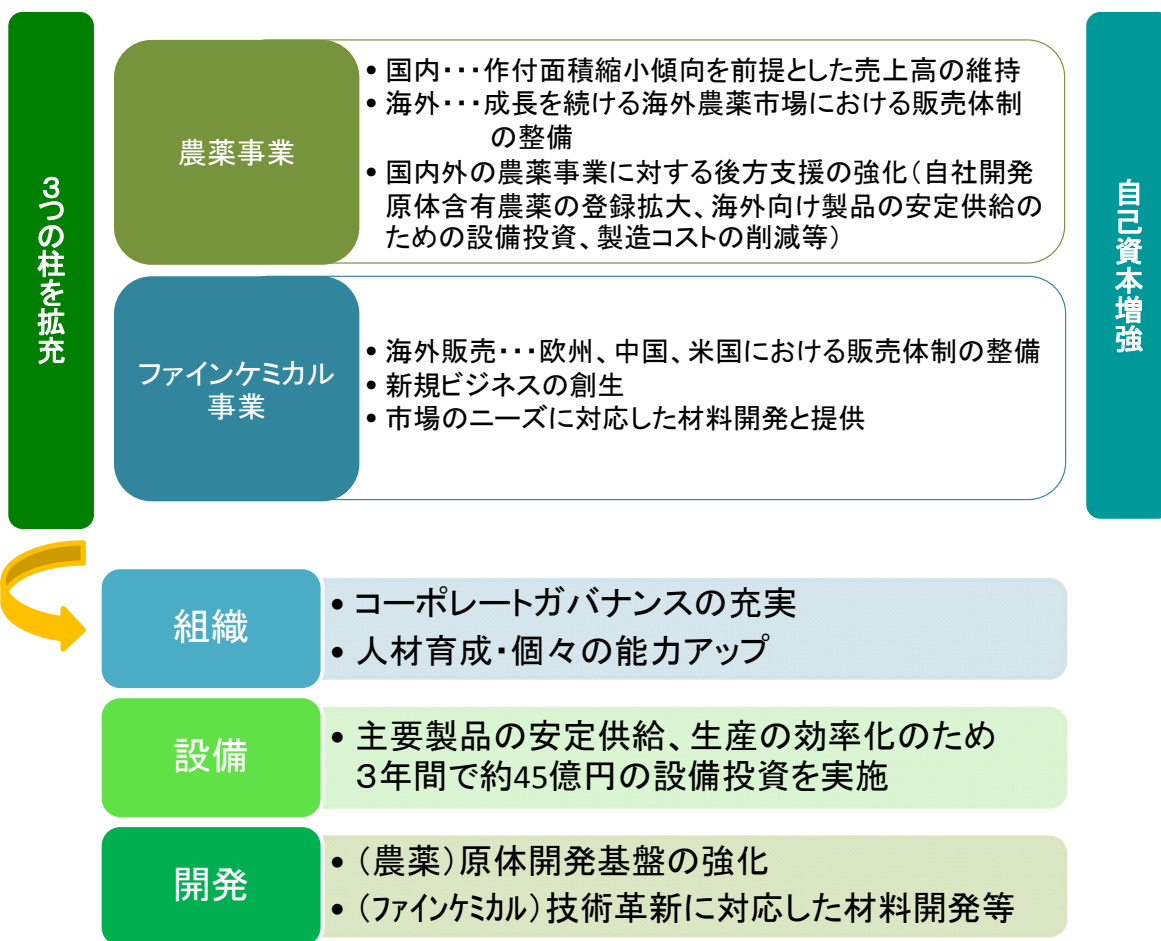 3つの柱を拡充
農薬事業
• 国内・・・作付面積縮小傾向を前提とした売上高の維持
• 海外・・・成長を続ける海外農薬市場における販売体制
の整備
• 国内外の農薬事業に対する後方支援の強化（自社開発
原体含有農薬の登録拡大、海外向け製品の安定供給の
ための設備投資、製造コストの削減等）
ファインケミカル
事業
• 海外販売・・・欧州、中国、米国における販売体制の整備
• 新規ビジネスの創生
• 市場のニーズに対応した材料開発と提供
自己資本増強
組織
• コーポレートガバナンスの充実
• 人材育成・個々の能力アップ
設備
• 主要製品の安定供給、生産の効率化のため
３年間で約45億円の設備投資を実施
開発
• （農薬）原体開発基盤の強化
• （ファインケミカル）技術革新に対応した材料開発等